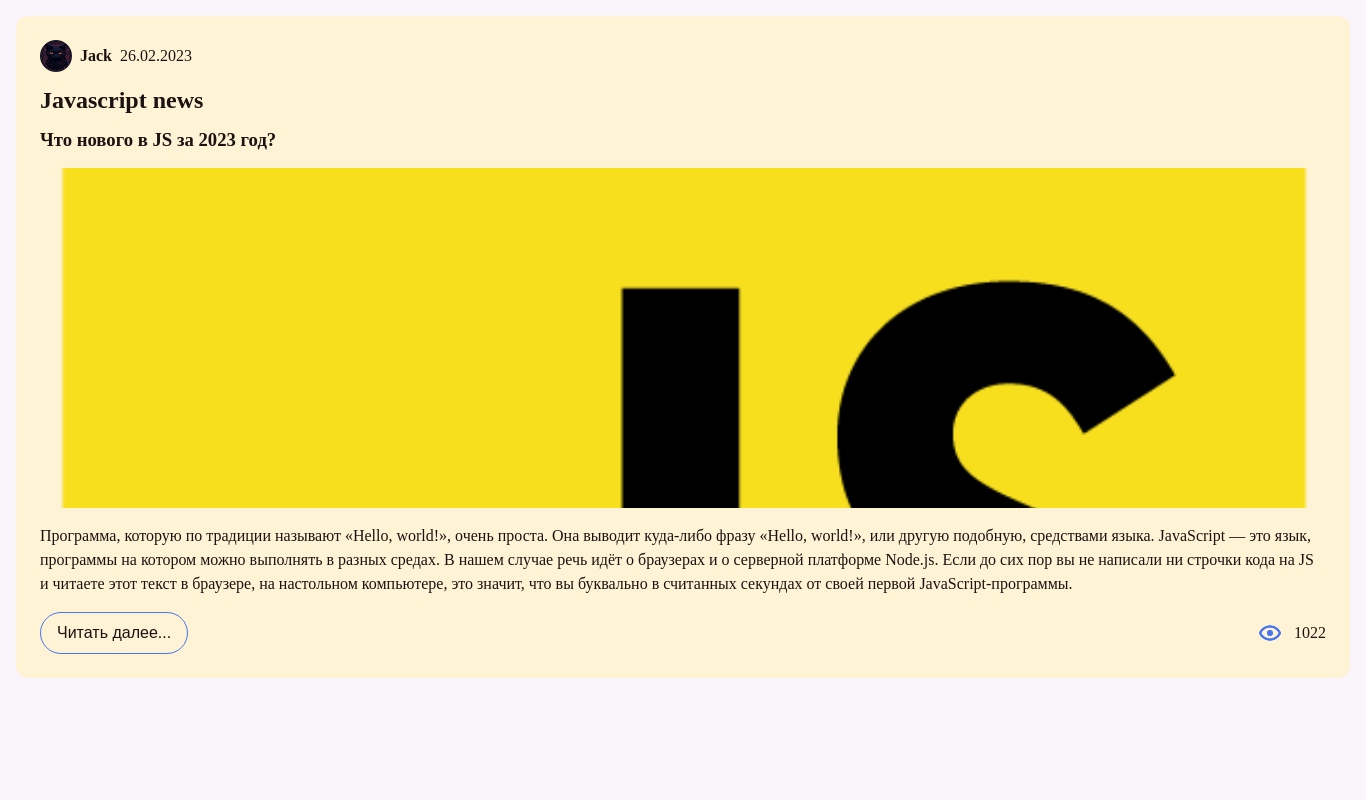 Jack 26.02.2023
Javascript news
Что нового в JS за 2023 год?
JS
Программа, которую по традиции называют «Hello, world!», очень проста. Она выводит куда-либо фразу «Hello, world!», или другую подобную, средствами языка. JavaScript — это язык,
программы на котором можно выполнять в разных средах. В нашем случае речь идёт о браузерах и о серверной платформе Node.js. Если до сих пор вы не написали ни строчки кода на JS
и читаете этот текст в браузере, на настольном компьютере, это значит, что вы буквально в считанных секундах от своей первой JavaScript-программы.
Читать далее... 1022